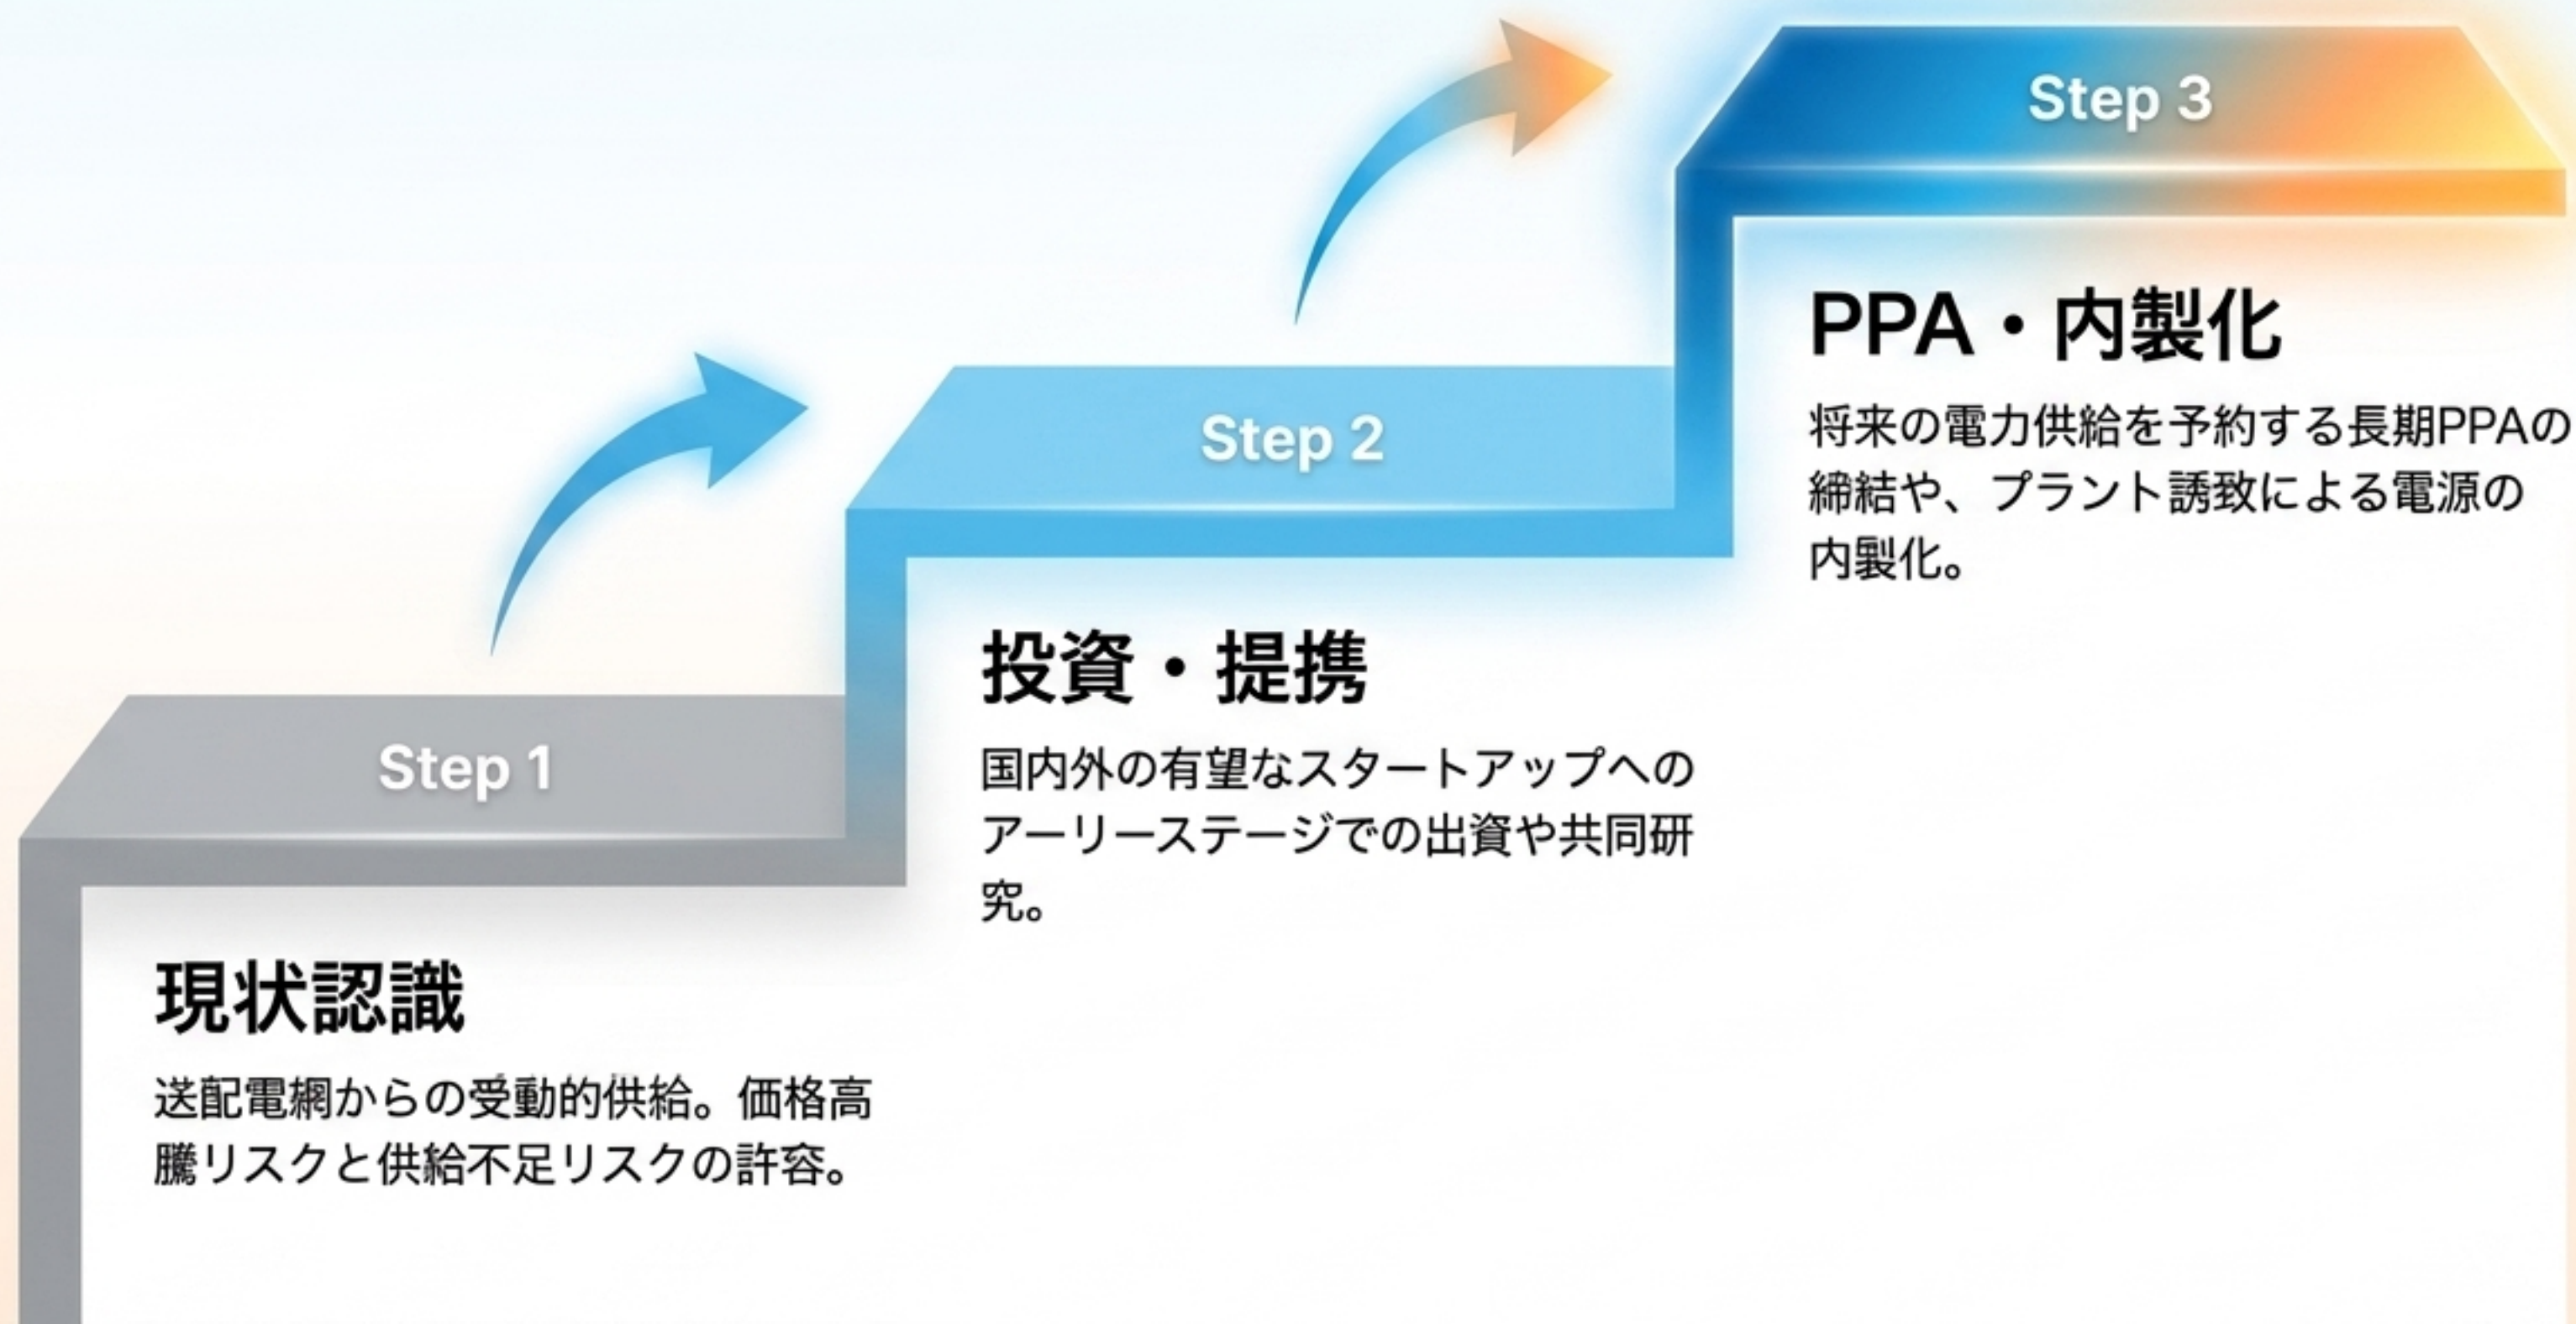 Step 1
現状認識
送配電網からの受動的供給。価格高
騰リスクと供給不足リスクの許容。
Step 2
投資・提携
国内外の有望なスタートアップへの
アーリーステージでの出資や共同研
究。
Step 3
PPA・内製化
将来の電力供給を予約する長期PPAの
締結や、プラント誘致による電源の
内製化。